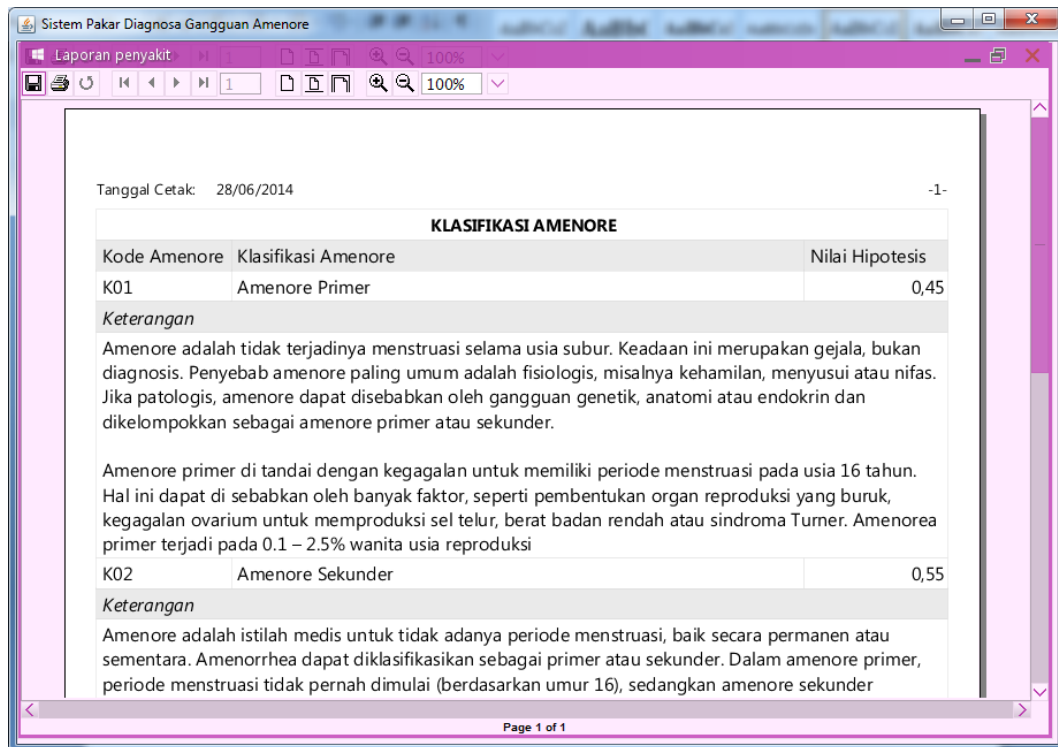 Sistem Pakar Diagnosa Gangguan Amenore
Laporan penyakit 1 100%
1 100%
Tanggal Cetak: 28/06/2014 -1-
KLASIFIKASI AMENORE
Kode Amenore Klasifikasi Amenore Nilai Hipotesis
K01 Amenore Primer 0,45
Keterangan
Amenore adalah tidak terjadinya menstruasi selama usia subur. Keadaan ini merupakan gejala, bukan
diagnosis. Penyebab amenore paling umum adalah fisiologis, misalnya kehamilan, menyusui atau nifas.
Jika patologis, amenore dapat disebabkan oleh gangguan genetik, anatomi atau endokrin dan
dikelompokkan sebagai amenore primer atau sekunder.
Amenore primer di tandai dengan kegagalan untuk memiliki periode menstruasi pada usia 16 tahun.
Hal ini dapat di sebabkan oleh banyak faktor, seperti pembentukan organ reproduksi yang buruk,
kegagalan ovarium untuk memproduksi sel telur, berat badan rendah atau sindroma Turner. Amenorea
primer terjadi pada 0.1 – 2.5% wanita usia reproduksi
K02 Amenore Sekunder 0,55
Keterangan
Amenore adalah istilah medis untuk tidak adanya periode menstruasi, baik secara permanen atau
sementara. Amenorrhea dapat diklasifikasikan sebagai primer atau sekunder. Dalam amenore primer,
periode menstruasi tidak pernah dimulai (berdasarkan umur 16), sedangkan amenore sekunder
Page 1 of 1